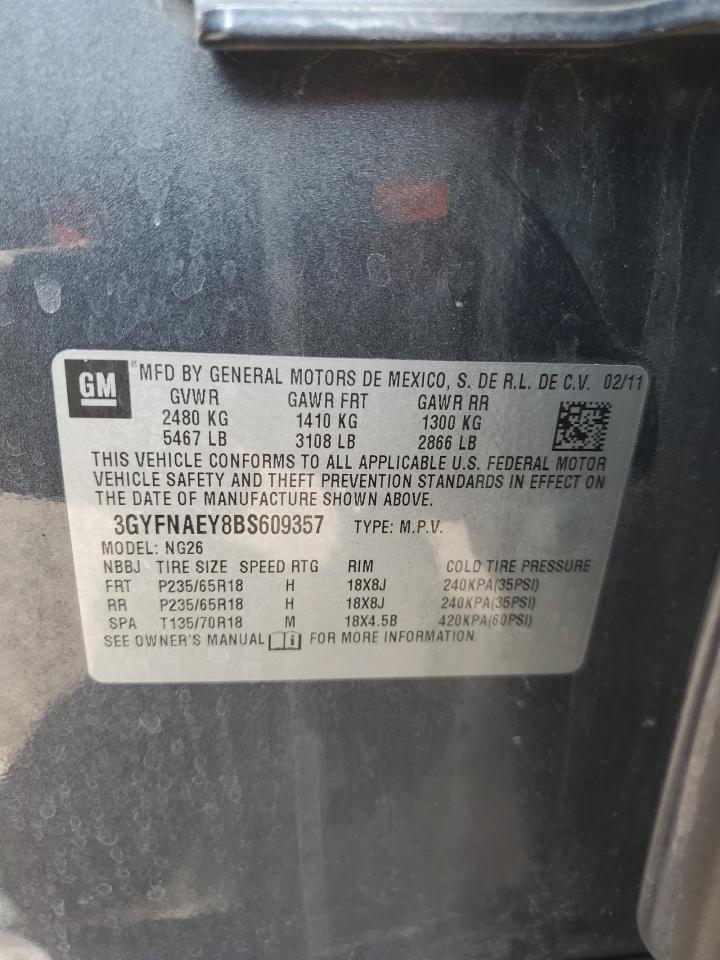 GM ® MFD BY GENERAL MOTORS DE MEXICO, S. DE R.L. DE C.V. 02/11
GVWR GAWR FRT GAWR RR
2480 KG 1410 KG 1300 KG
5467 LB 3108 LB 2866 LB
THIS VEHICLE CONFORMS TO ALL APPLICABLE U.S. FEDERAL MOTOR
VEHICLE SAFETY AND THEFT PREVENTION STANDARDS IN EFFECT ON
THE DATE OF MANUFACTURE SHOWN ABOVE.
3GYFNAEY8BS609357 TYPE: M.P.V.
MODEL: NG26
NBBJ TIRE SIZE SPEED RTG RIM COLD TIRE PRESSURE
FRT P235/65R18 H 18X8J 240KPA(35PSI)
RR P235/65R18 H 18X8J 240KPA(35PSI)
SPA T135/70R18 M 18X4.5B 420KPA(60PSI)
SEE OWNER'S MANUAL FOR MORE INFORMATION.